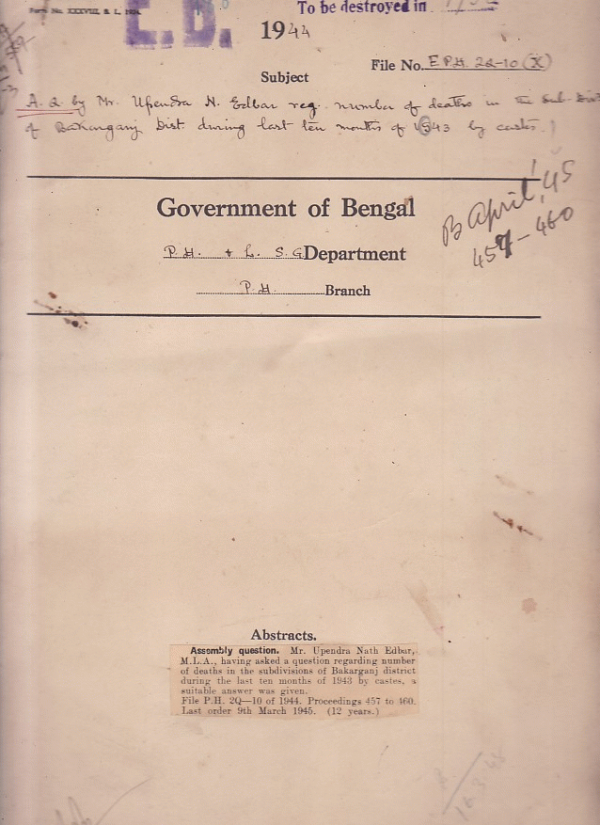 Form No. XXXVIII, S. L. 1934.
E.B.
To be destroyed in
1944
File No. E P.H. 2Q-10 (X)
Subject
A. Q. by Mr. Upendra N. Edbar reg. number of deaths in the Sub-Div
of Bakarganj Dist. during last ten months of 1943 by castes.
B April, '45
457-460
Government of Bengal
P.H. + L. S. G Department
P.H. Branch
Abstracts.
Assembly question. Mr. Upendra Nath Edbar,
M.L.A., having asked a question regarding number
of deaths in the subdivisions of Bakarganj district
during the last ten months of 1943 by castes, a
suitable answer was given.
File P.H. 2Q—10 of 1944. Proceedings 457 to 460.
Last order 9th March 1945. (12 years.)